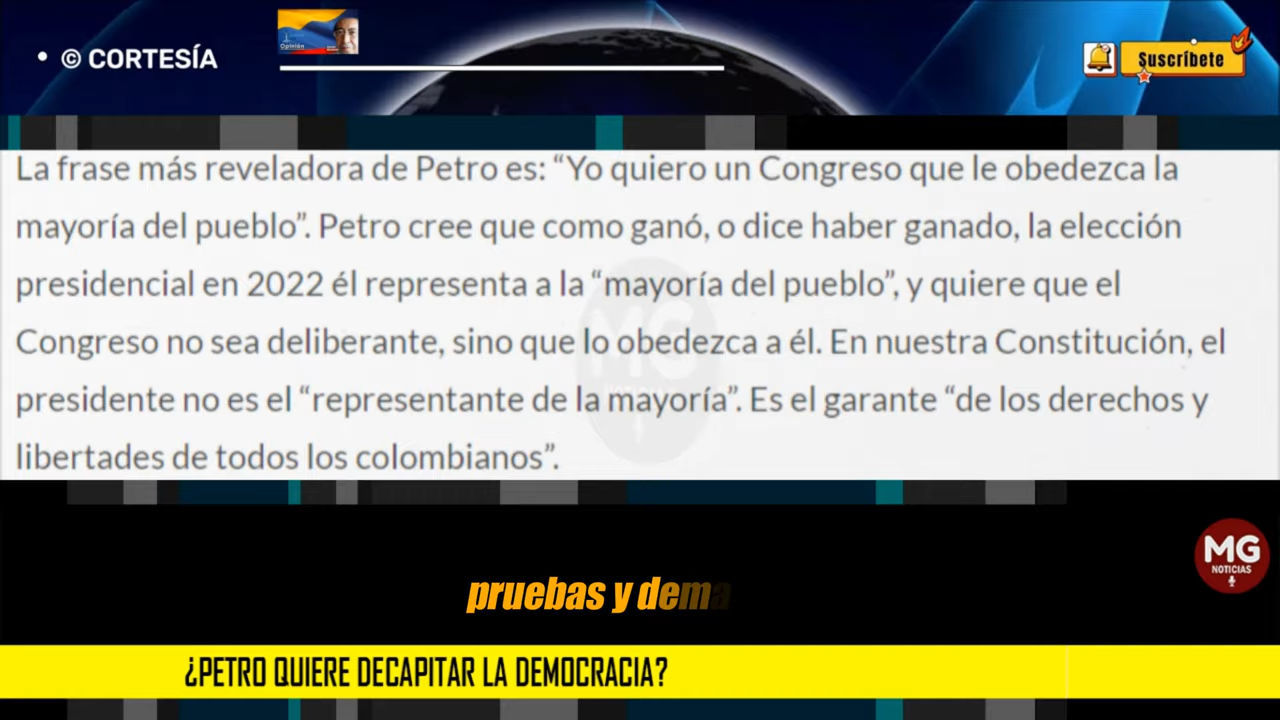 • © CORTESÍA
Opinión
Suscríbete
La frase más reveladora de Petro es: “Yo quiero un Congreso que le obedezca la
mayoría del pueblo”. Petro cree que como ganó, o dice haber ganado, la elección
presidencial en 2022 él representa a la “mayoría del pueblo”, y quiere que el
Congreso no sea deliberante, sino que lo obedezca a él. En nuestra Constitución, el
presidente no es el “representante de la mayoría”. Es el garante “de los derechos y
libertades de todos los colombianos”.
MG
NOTICIAS
pruebas y dema
¿PETRO QUIERE DECAPITAR LA DEMOCRACIA?